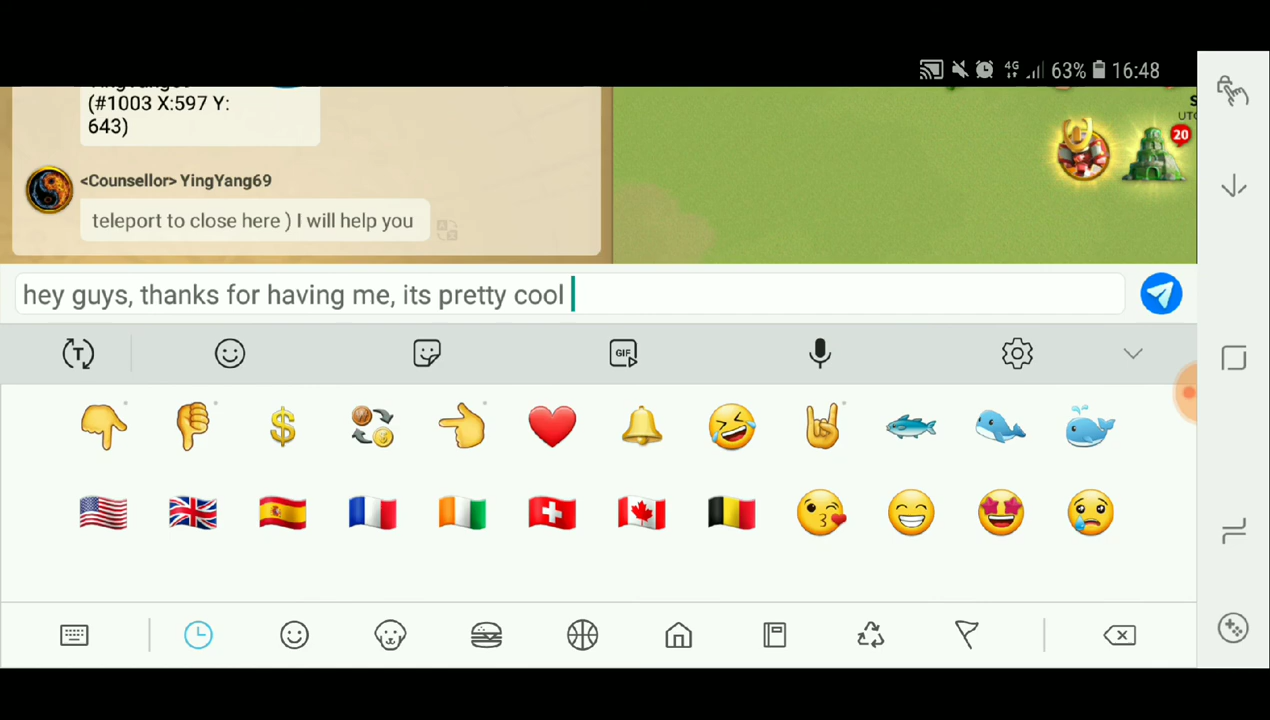 4G 63% 16:48
(#1003 X:597 Y:
643)
<Counsellor> YingYang69
teleport to close here ) I will help you
20
hey guys, thanks for having me, its pretty cool
T
GIF